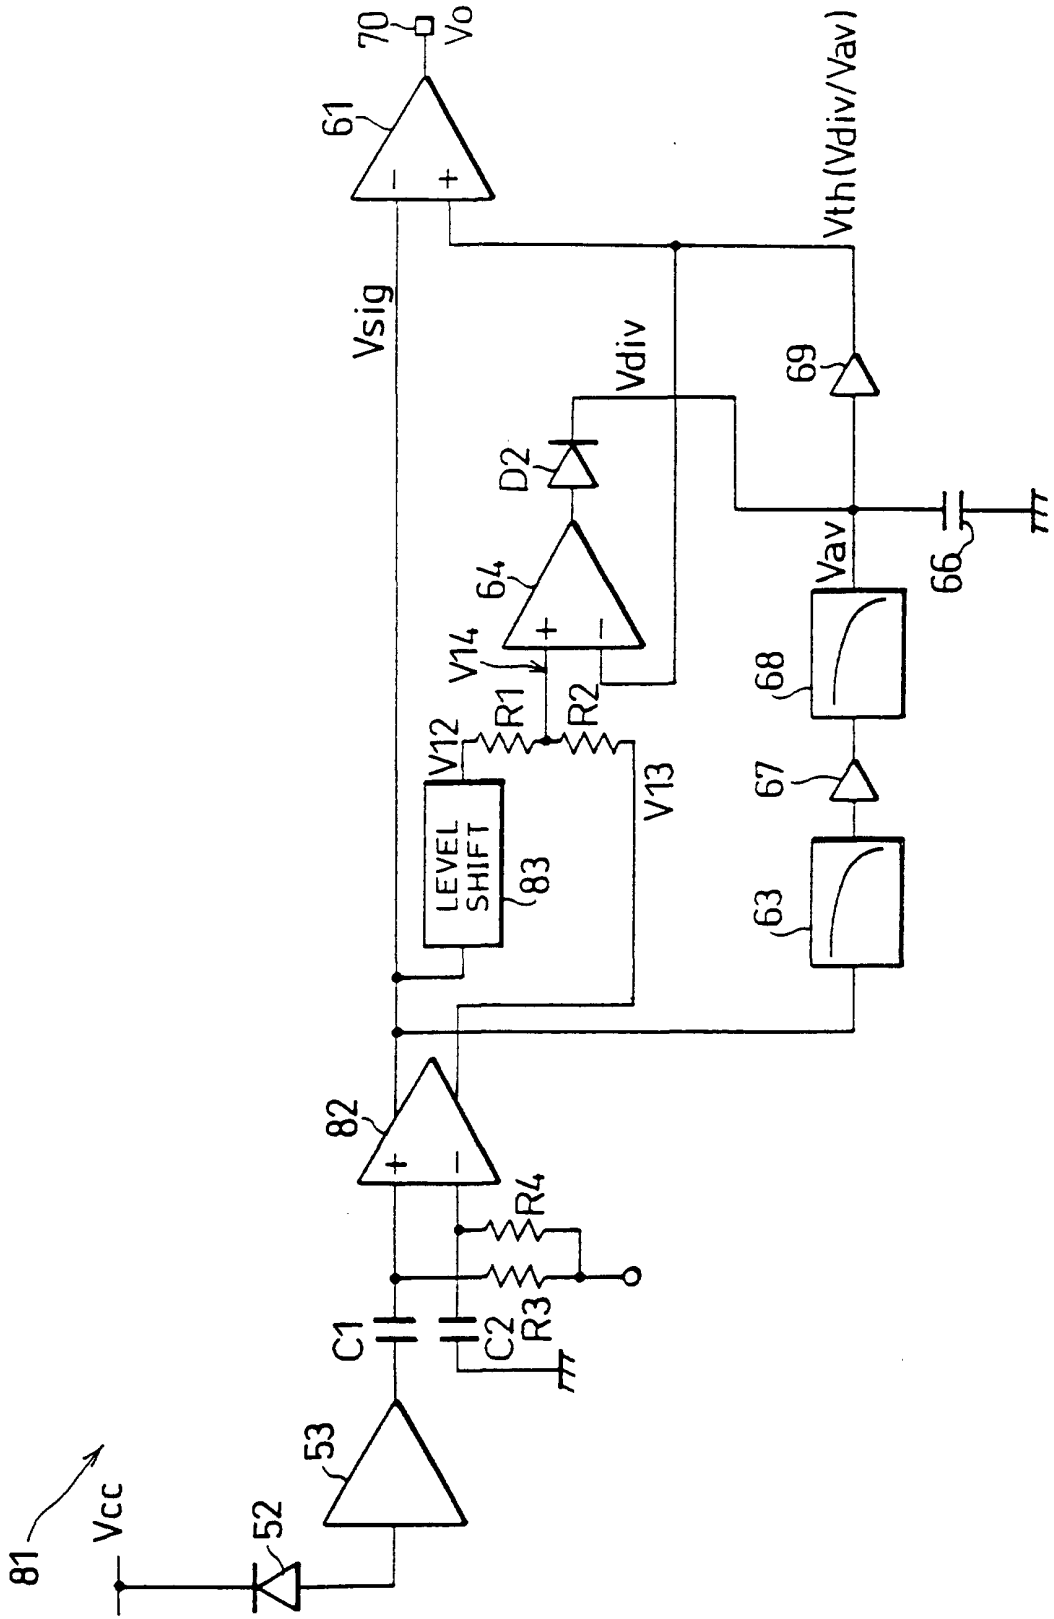 81
Vcc
52
53
C1
C2
R3
R4
+
−
82
Vsig
LEVEL
SHIFT
83
V12
R1
R2
V13
V14
+
−
64
D2
Vdiv
63
67
68
Vav
66
69
Vth(Vdiv/Vav)
−
+
61
70
Vo